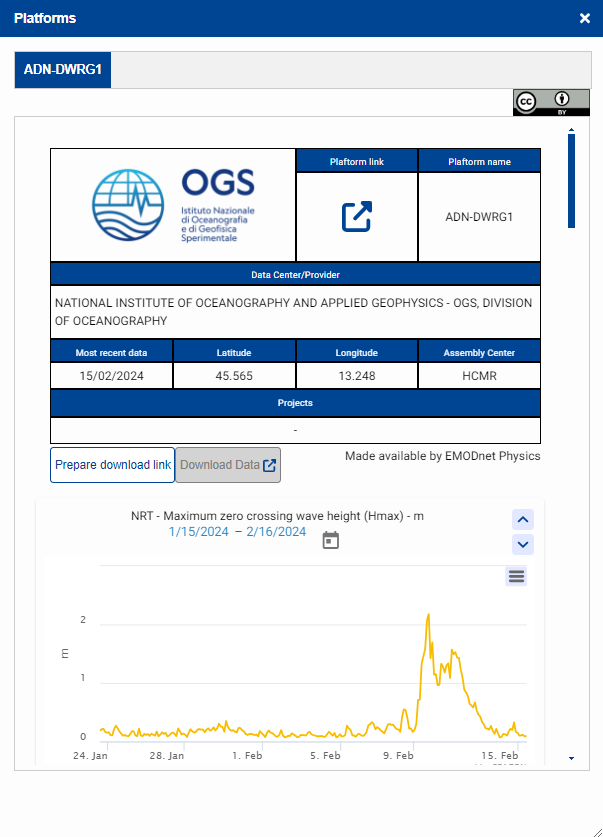 Platforms
×
ADN-DWRG1
cc
BY
OGS
Istituto Nazionale
di Oceanografia
e di Geofisica
Sperimentale
Plaftorm link
Plaform name
ADN-DWRG1
Data Center/Provider
NATIONAL INSTITUTE OF OCEANOGRAPHY AND APPLIED GEOPHYSICS - OGS, DIVISION
OF OCEANOGRAPHY
Most recent data
Latitude
Longitude
Assembly Center
15/02/2024
45.565
13.248
HCMR
Projects
-
Prepare download link
Download Data
Made available by EMODnet Physics
NRT - Maximum zero crossing wave height (Hmax) - m
1/15/2024 – 2/16/2024
m
2
1
0
24. Jan
28. Jan
1. Feb
5. Feb
9. Feb
15. Feb